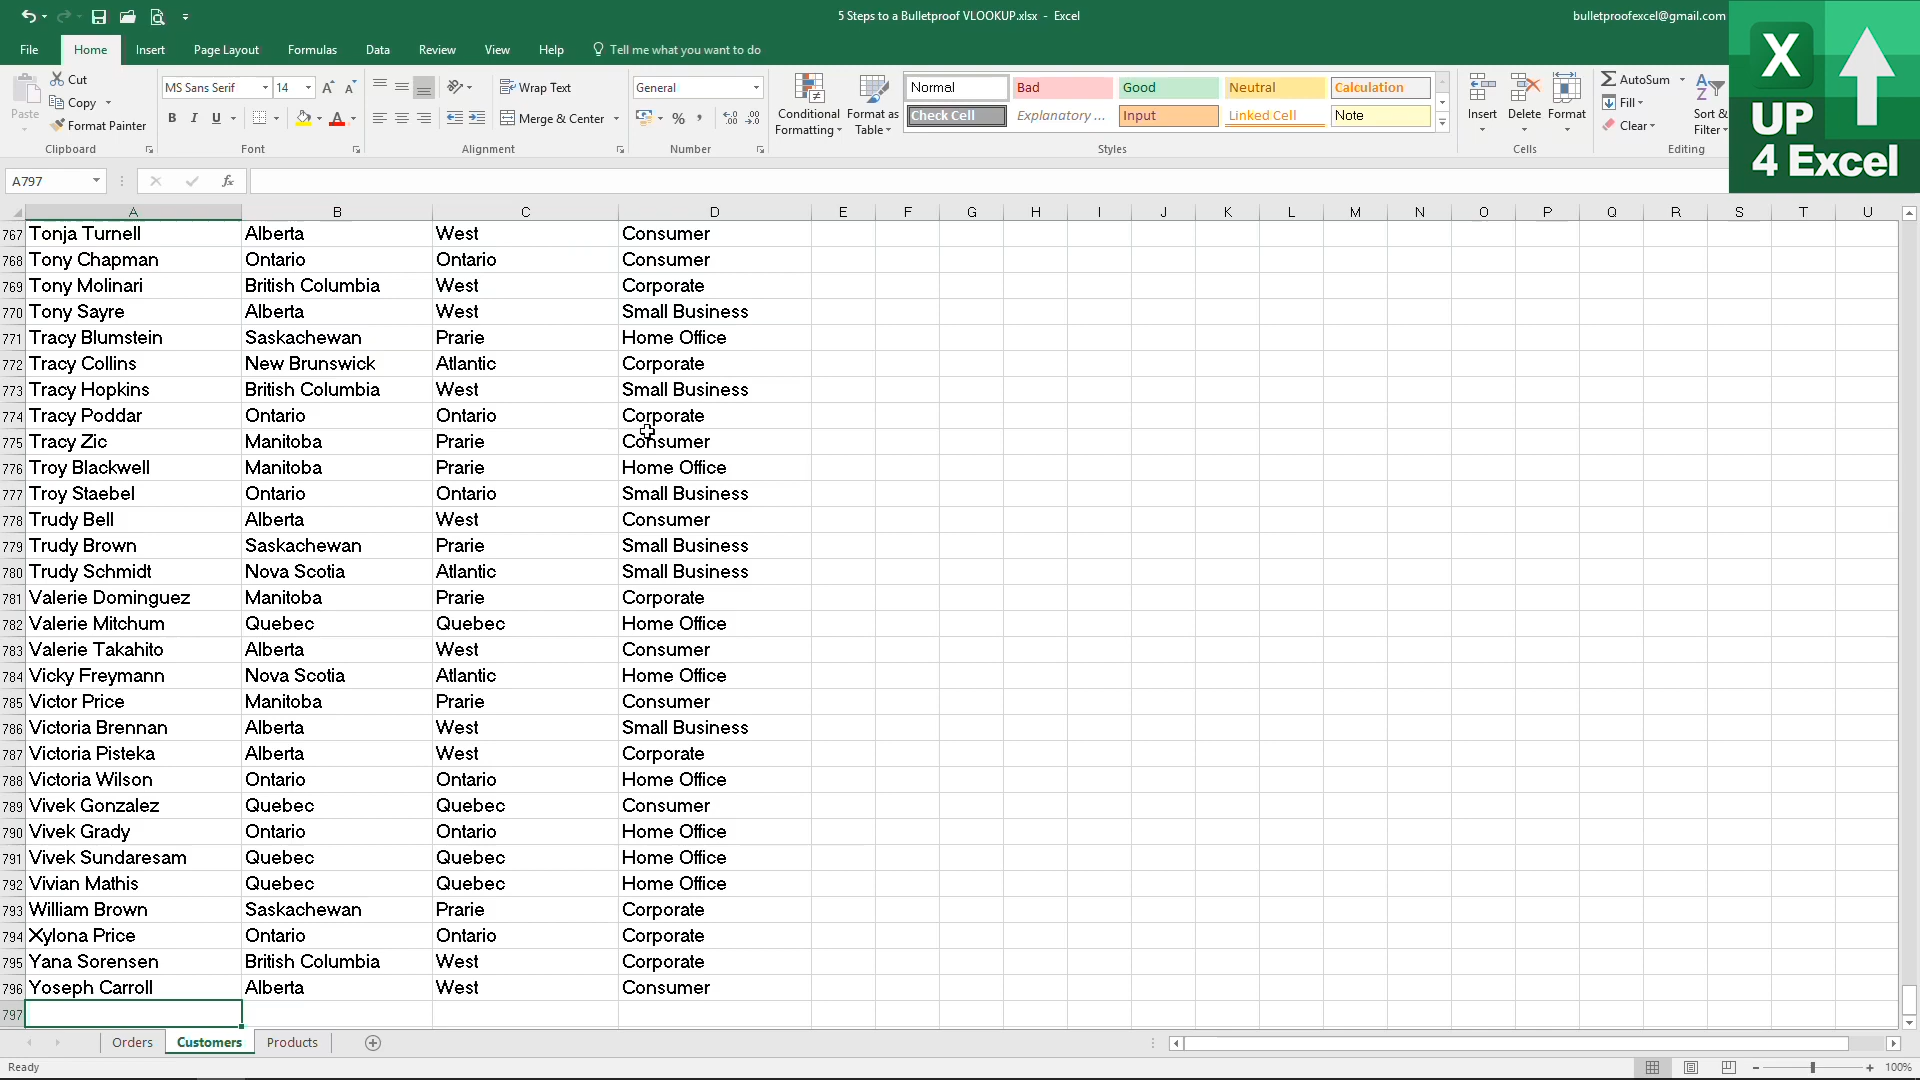 5 Steps to a Bulletproof VLOOKUP.xlsx - Excel
bulletproofexcel@gmail.com
File Home Insert Page Layout Formulas Data Review View Help Tell me what you want to do
X
UP
4 Excel
Paste
Cut
Copy
Format Painter
Clipboard
MS Sans Serif 14
B I U
Font
Wrap Text
Merge & Center
Alignment
General
Number
Conditional Formatting
Format as Table
Normal Bad Good Neutral Calculation
Check Cell Explanatory ... Input Linked Cell Note
Styles
Insert Delete Format
Cells
AutoSum
Fill
Clear
Sort &
Filter
Editing
A797
fx
A B C D E F G H I J K L M N O P Q R S T U
767 Tonja Turnell Alberta West Consumer
768 Tony Chapman Ontario Ontario Consumer
769 Tony Molinari British Columbia West Corporate
770 Tony Sayre Alberta West Small Business
771 Tracy Blumstein Saskachewan Prarie Home Office
772 Tracy Collins New Brunswick Atlantic Corporate
773 Tracy Hopkins British Columbia West Small Business
774 Tracy Poddar Ontario Ontario Corporate
775 Tracy Zic Manitoba Prarie Consumer
776 Troy Blackwell Manitoba Prarie Home Office
777 Troy Staebel Ontario Ontario Small Business
778 Trudy Bell Alberta West Consumer
779 Trudy Brown Saskachewan Prarie Small Business
780 Trudy Schmidt Nova Scotia Atlantic Small Business
781 Valerie Dominguez Manitoba Prarie Corporate
782 Valerie Mitchum Quebec Quebec Home Office
783 Valerie Takahito Alberta West Consumer
784 Vicky Freymann Nova Scotia Atlantic Home Office
785 Victor Price Manitoba Prarie Consumer
786 Victoria Brennan Alberta West Small Business
787 Victoria Pisteka Alberta West Corporate
788 Victoria Wilson Ontario Ontario Home Office
789 Vivek Gonzalez Quebec Quebec Consumer
790 Vivek Grady Ontario Ontario Home Office
791 Vivek Sundaresam Quebec Quebec Home Office
792 Vivian Mathis Quebec Quebec Home Office
793 William Brown Saskachewan Prarie Corporate
794 Xylona Price Ontario Ontario Corporate
795 Yana Sorensen British Columbia West Corporate
796 Yoseph Carroll Alberta West Consumer
797
Orders Customers Products
Ready
100%